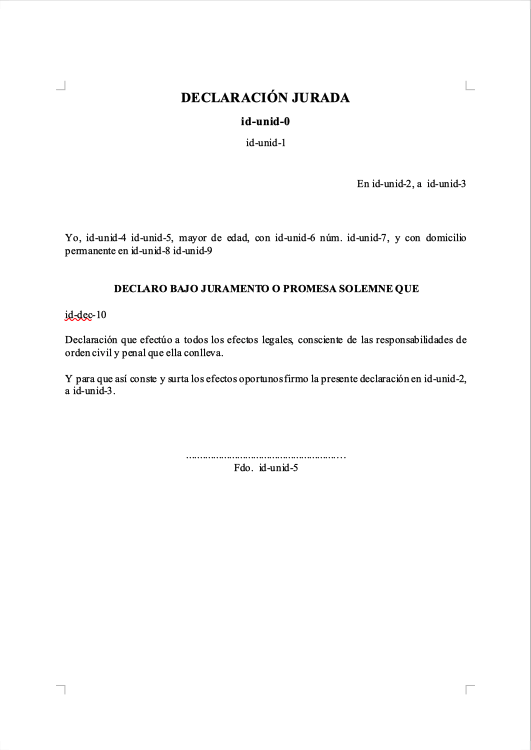 DECLARACIÓN JURADA
id-unid-0
id-unid-1
En id-unid-2, a id-unid-3
Yo, id-unid-4 id-unid-5, mayor de edad, con id-unid-6 núm. id-unid-7, y con domicilio
permanente en id-unid-8 id-unid-9
DECLARO BAJO JURAMENTO O PROMESA SOLEMNE QUE
id-dec-10
Declaración que efectúo a todos los efectos legales, consciente de las responsabilidades de
orden civil y penal que ella conlleva.
Y para que así conste y surta los efectos oportunos firmo la presente declaración en id-unid-2,
a id-unid-3.
..........................................................
Fdo. id-unid-5